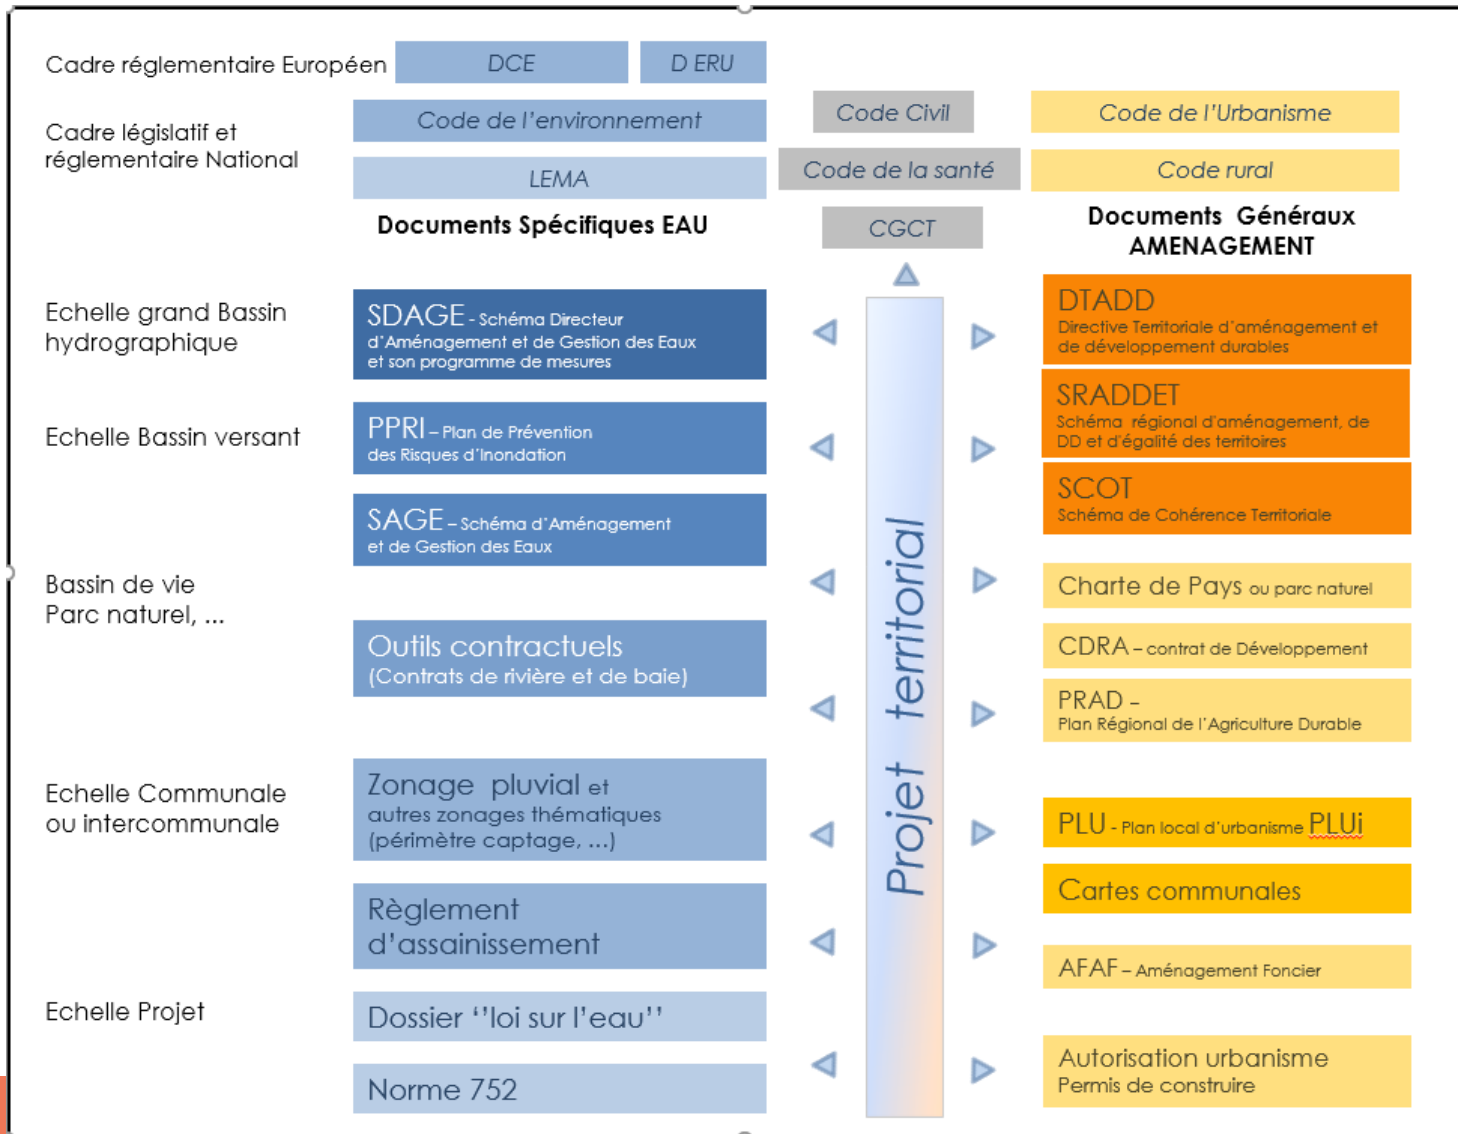 Cadre réglementaire Européen
DCE
D ERU
Cadre législatif et
réglementaire National
Code de l'environnement
LEMA
Code Civil
Code de la santé
CGCT
Code de l'Urbanisme
Code rural
Documents Spécifiques EAU
Documents Généraux
AMENAGEMENT
Echelle grand Bassin
hydrographique
SDAGE - Schéma Directeur
d'Aménagement et de Gestion des Eaux
et son programme de mesures
DTADD
Directive Territoriale d'aménagement et
de développement durables
SRADDET
Schéma régional d'aménagement, de
DD et d'égalité des territoires
Echelle Bassin versant
PPRI – Plan de Prévention
des Risques d'Inondation
SCOT
Schéma de Cohérence Territoriale
SAGE – Schéma d'Aménagement
et de Gestion des Eaux
Bassin de vie
Parc naturel, ...
Charte de Pays ou parc naturel
Outils contractuels
(Contrats de rivière et de baie)
CDRA – contrat de Développement
PRAD –
Plan Régional de l'Agriculture Durable
Projet territorial
Echelle Communale
ou intercommunale
Zonage pluvial et
autres zonages thématiques
(périmètre captage, ...)
PLU - Plan local d'urbanisme PLUi
Cartes communales
Règlement
d'assainissement
AFAF – Aménagement Foncier
Echelle Projet
Dossier ‘'loi sur l'eau''
Norme 752
Autorisation urbanisme
Permis de construire